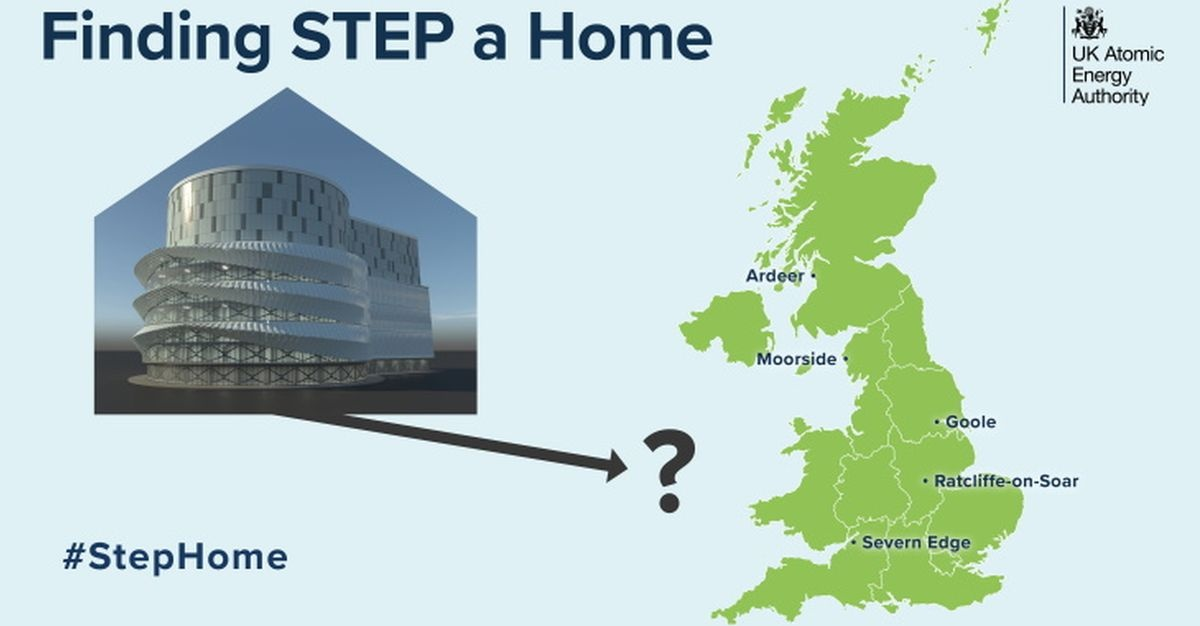 Finding STEP a Home
UK Atomic
Energy
Authority
Ardeer
Moorside
?
Goole
Ratcliffe-on-Soar
Severn Edge
#StepHome